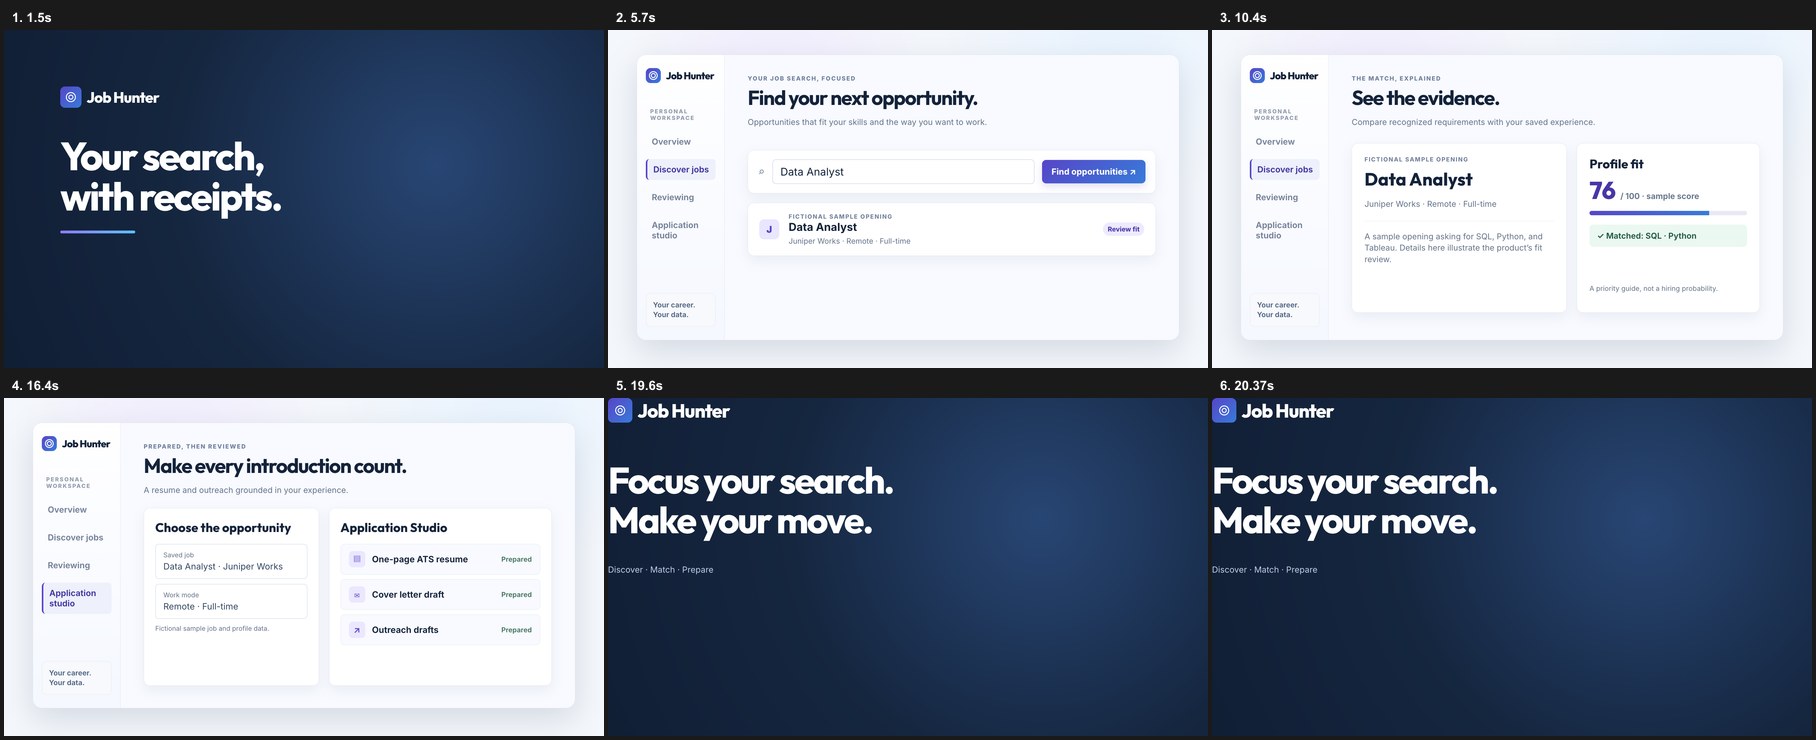 1. 1.5s
Job Hunter
Your search,
with receipts.
2. 5.7s
Job Hunter
PERSONAL
WORKSPACE
Overview
Discover jobs
Reviewing
Application
studio
Your career.
Your data.
YOUR JOB SEARCH, FOCUSED
Find your next opportunity.
Opportunities that fit your skills and the way you want to work.
Data Analyst
Find opportunities ↗
J
FICTIONAL SAMPLE OPENING
Data Analyst
Juniper Works · Remote · Full-time
Review fit
3. 10.4s
Job Hunter
PERSONAL
WORKSPACE
Overview
Discover jobs
Reviewing
Application
studio
Your career.
Your data.
THE MATCH, EXPLAINED
See the evidence.
Compare recognized requirements with your saved experience.
FICTIONAL SAMPLE OPENING
Data Analyst
Juniper Works · Remote · Full-time
A sample opening asking for SQL, Python, and
Tableau. Details here illustrate the product's fit
review.
Profile fit
76 / 100 · sample score
✓ Matched: SQL · Python
A priority guide, not a hiring probability.
4. 16.4s
Job Hunter
PERSONAL
WORKSPACE
Overview
Discover jobs
Reviewing
Application
studio
Your career.
Your data.
PREPARED, THEN REVIEWED
Make every introduction count.
A resume and outreach grounded in your experience.
Choose the opportunity
Saved job
Data Analyst · Juniper Works
Work mode
Remote · Full-time
Fictional sample job and profile data.
Application Studio
One-page ATS resume Prepared
Cover letter draft Prepared
Outreach drafts Prepared
5. 19.6s
Job Hunter
Focus your search.
Make your move.
Discover · Match · Prepare
6. 20.37s
Job Hunter
Focus your search.
Make your move.
Discover · Match · Prepare